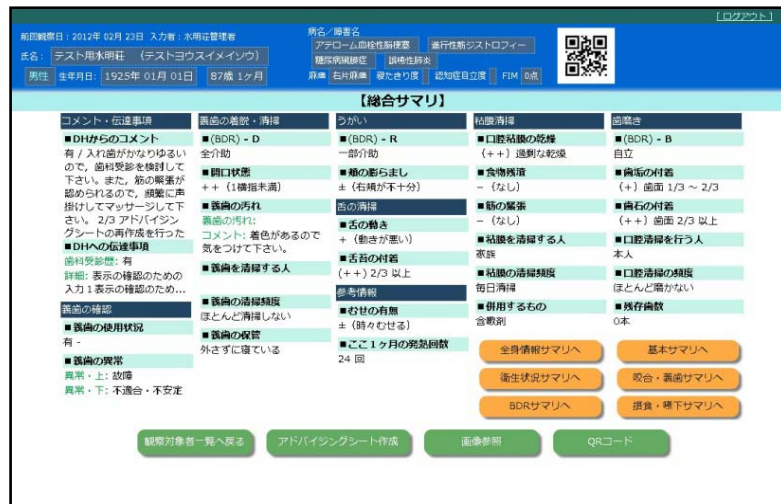 [ ログアウト ]
前回観察日：2012年 02月 23日 入力者：水明荘管理者
氏名： テスト用水明荘 （テストヨウスイメイソウ）
男性 生年月日： 1925年 01月 01日 87歳 1ヶ月
病名／障害名
アテローム血栓性脳梗塞 進行性筋ジストロフィー
糖尿病網膜症 誤嚥性肺炎
麻痺 右片麻痺 寝たきり度 認知症自立度 FIM 0点
【総合サマリ】
コメント・伝達事項
■DHからのコメント
有 / 入れ歯がかなりゆるい
ので，歯科受診を検討して
下さい。また，筋の緊張が
認められるので，頻繁に声
掛けしてマッサージして下
さい。 2/3 アドバイジン
グシートの再作成を行った
■DHへの伝達事項
歯科受診歴: 有
詳細: 表示の確認のための
入力１表示の確認のため...
義歯の確認
■義歯の使用状況
有 -
■義歯の異常
異常・上: 故障
異常・下: 不適合・不安定
義歯の着脱・清掃
■(BDR) - D
全介助
■開口状態
＋＋（1横指未満）
■義歯の汚れ
義歯の汚れ:
コメント: 着色があるので
気をつけて下さい。
■義歯を清掃する人
■義歯の清掃頻度
ほとんど清掃しない
■義歯の保管
外さずに寝ている
うがい
■(BDR) - R
一部介助
■頬の膨らまし
±（右頬が不十分）
舌の清掃
■舌の動き
＋（動きが悪い）
■舌苔の付着
(＋＋) 2/3 以上
参考情報
■むせの有無
±（時々むせる）
■ここ１ヶ月の発熱回数
24 回
粘膜清掃
■口腔粘膜の乾燥
(＋＋) 過剰な乾燥
■食物残渣
－（なし）
■筋の緊張
－（なし）
■粘膜を清掃する人
家族
■粘膜の清掃頻度
毎日清掃
■併用するもの
含嗽剤
歯磨き
■(BDR) - B
自立
■歯垢の付着
(＋) 歯面 1/3 ～ 2/3
■歯石の付着
(＋＋) 歯面 2/3 以上
■口腔清掃を行う人
本人
■口腔清掃の頻度
ほとんど磨かない
■残存歯数
0本
全身情報サマリへ 基本サマリへ
衛生状況サマリへ 咬合・義歯サマリへ
BDRサマリへ 摂食・嚥下サマリへ
観察対象者一覧へ戻る アドバイジングシート作成 画像参照 QRコード